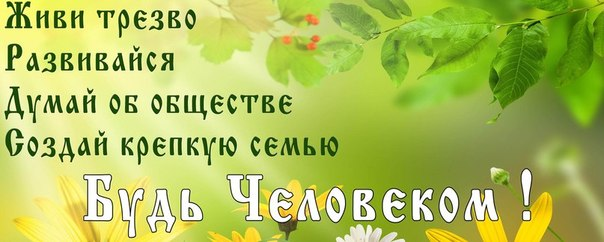 Живи трезво
Развивайся
Думай об обществе
Создай крепкую семью
Будь Человеком !